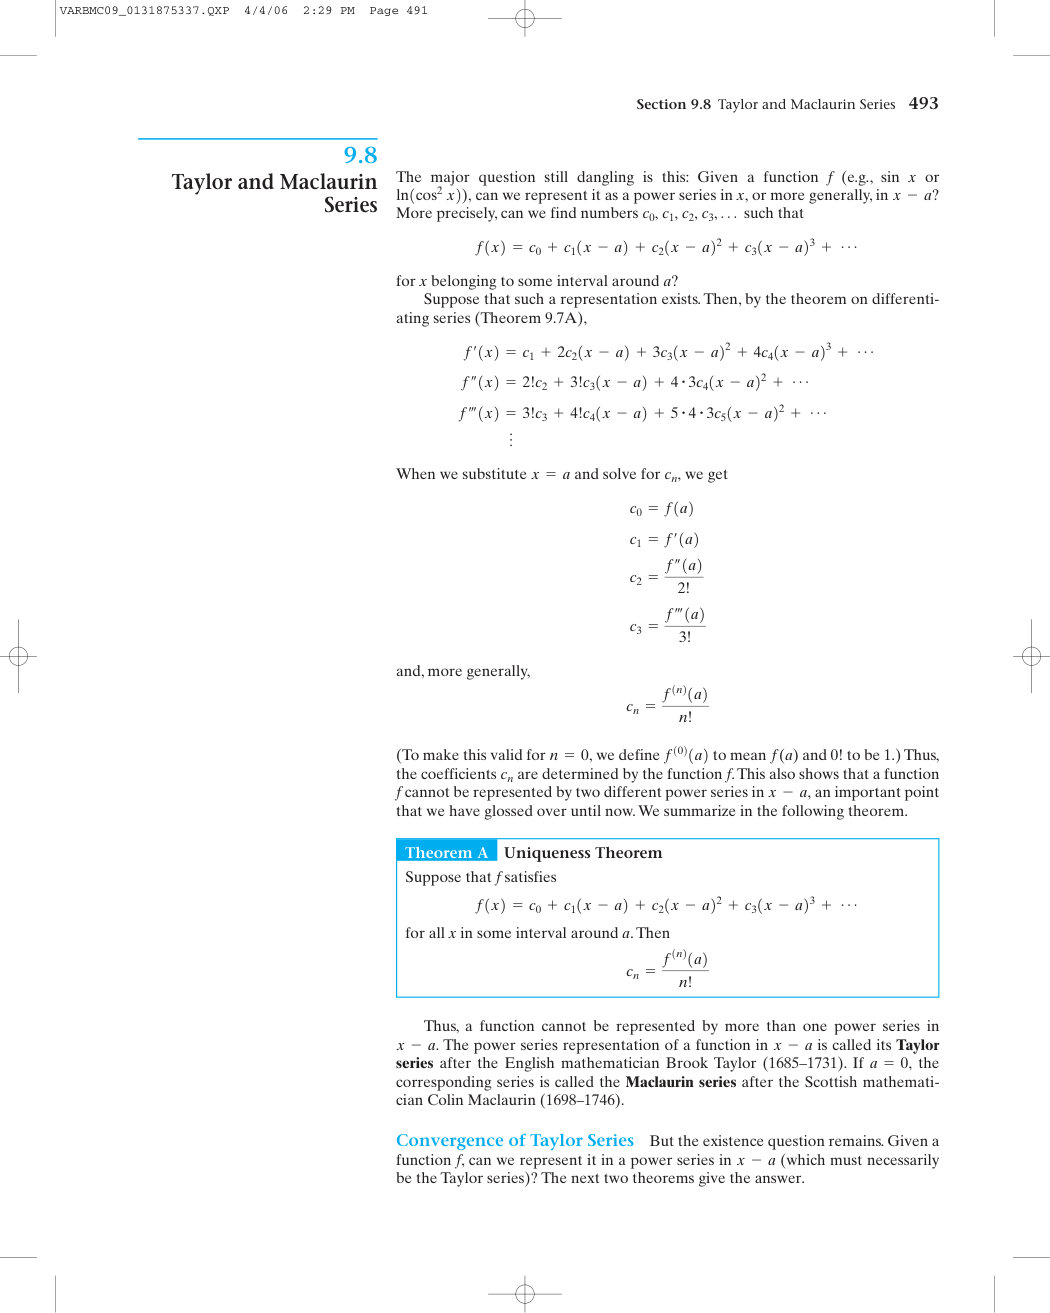 VARBMC09_0131875337.QXP 4/4/06 2:29 PM Page 491
Section 9.8 Taylor and Maclaurin Series 493
9.8
Taylor and Maclaurin
Series
The major question still dangling is this: Given a function f (e.g., sin x or
ln(cos² x)), can we represent it as a power series in x, or more generally, in x − a?
More precisely, can we find numbers c₀, c₁, c₂, c₃, . . . such that
f(x) = c₀ + c₁(x − a) + c₂(x − a)² + c₃(x − a)³ + ⋯
for x belonging to some interval around a?
Suppose that such a representation exists. Then, by the theorem on differenti-
ating series (Theorem 9.7A),
f′(x) = c₁ + 2c₂(x − a) + 3c₃(x − a)² + 4c₄(x − a)³ + ⋯
f″(x) = 2!c₂ + 3!c₃(x − a) + 4·3c₄(x − a)² + ⋯
f‴(x) = 3!c₃ + 4!c₄(x − a) + 5·4·3c₅(x − a)² + ⋯
⋮
When we substitute x = a and solve for cₙ, we get
c₀ = f(a)
c₁ = f′(a)
c₂ = f″(a)/2!
c₃ = f‴(a)/3!
and, more generally,
cₙ = f⁽ⁿ⁾(a)/n!
(To make this valid for n = 0, we define f⁽⁰⁾(a) to mean f(a) and 0! to be 1.) Thus,
the coefficients cₙ are determined by the function f. This also shows that a function
f cannot be represented by two different power series in x − a, an important point
that we have glossed over until now. We summarize in the following theorem.
Theorem A Uniqueness Theorem
Suppose that f satisfies
f(x) = c₀ + c₁(x − a) + c₂(x − a)² + c₃(x − a)³ + ⋯
for all x in some interval around a. Then
cₙ = f⁽ⁿ⁾(a)/n!
Thus, a function cannot be represented by more than one power series in
x − a. The power series representation of a function in x − a is called its Taylor
series after the English mathematician Brook Taylor (1685–1731). If a = 0, the
corresponding series is called the Maclaurin series after the Scottish mathemati-
cian Colin Maclaurin (1698–1746).
Convergence of Taylor Series But the existence question remains. Given a
function f, can we represent it in a power series in x − a (which must necessarily
be the Taylor series)? The next two theorems give the answer.